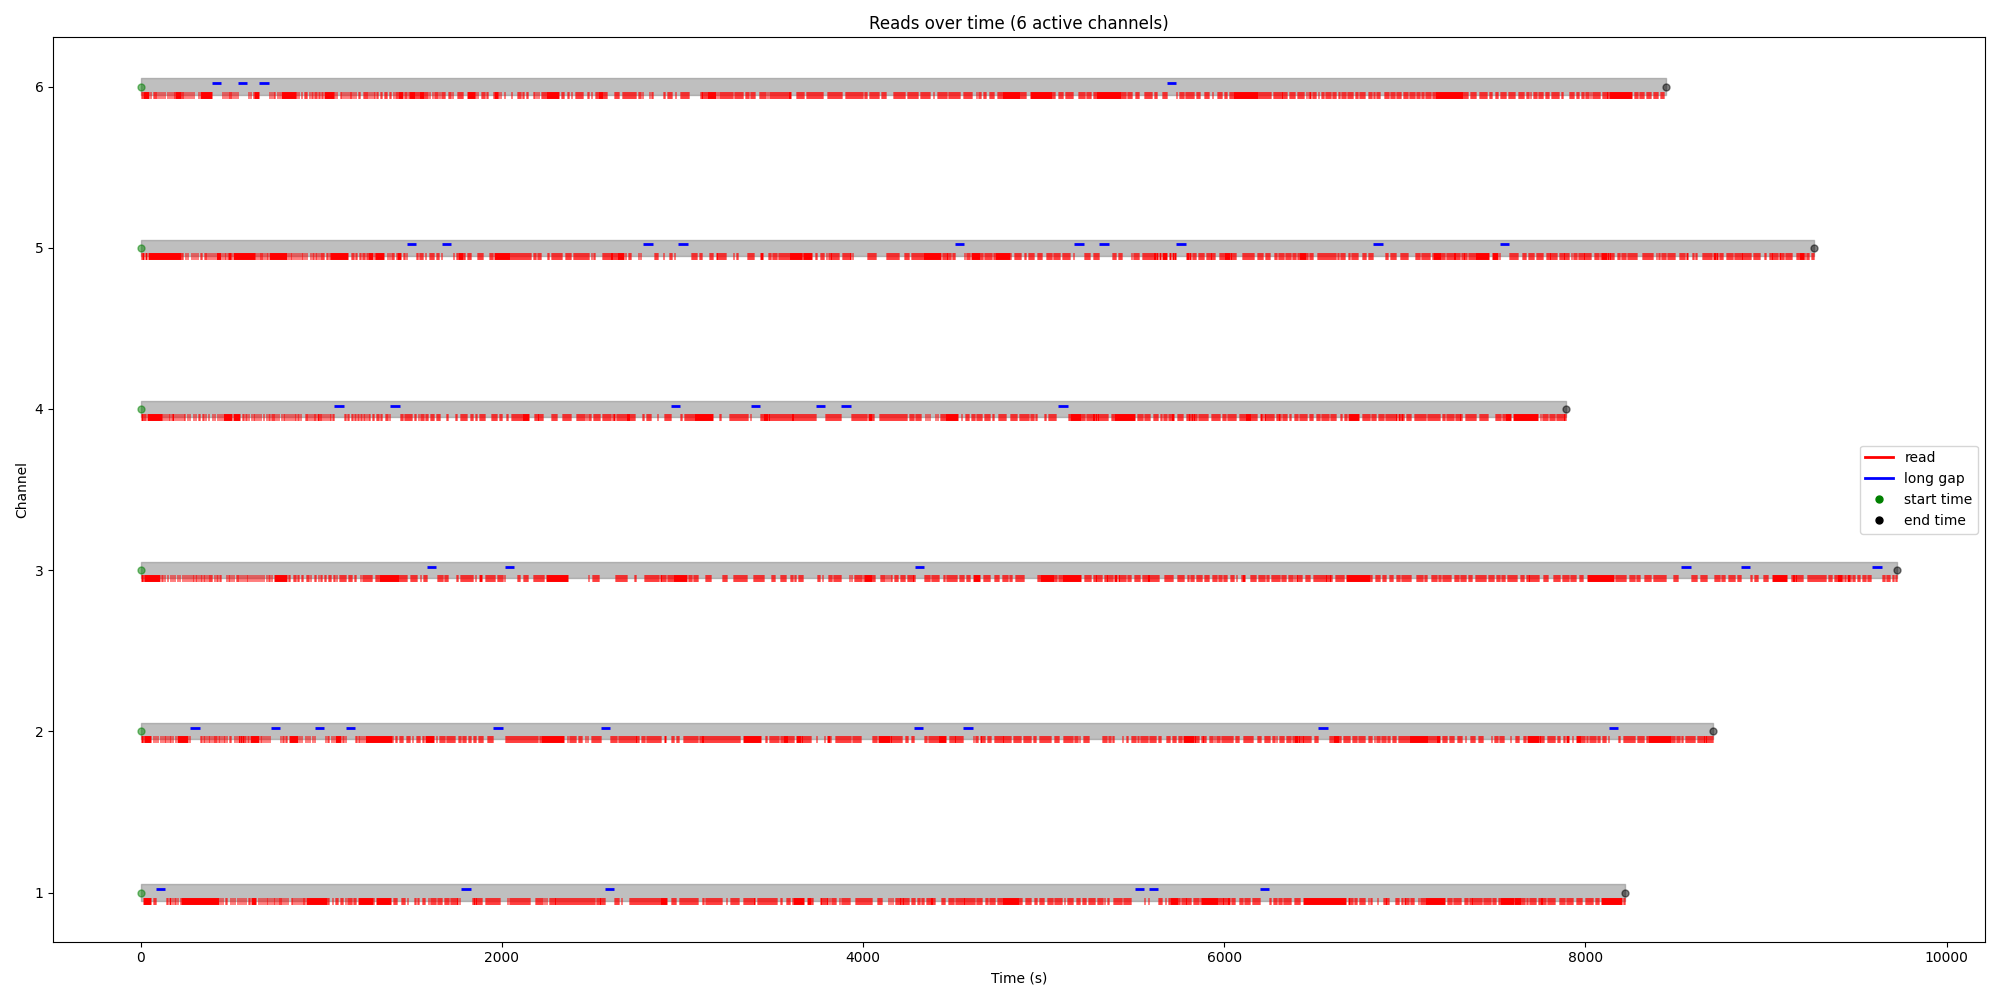 Reads over time (6 active channels)
6
5
4
3
2
1
Channel
read
long gap
start time
end time
0
2000
4000
6000
8000
10000
Time (s)